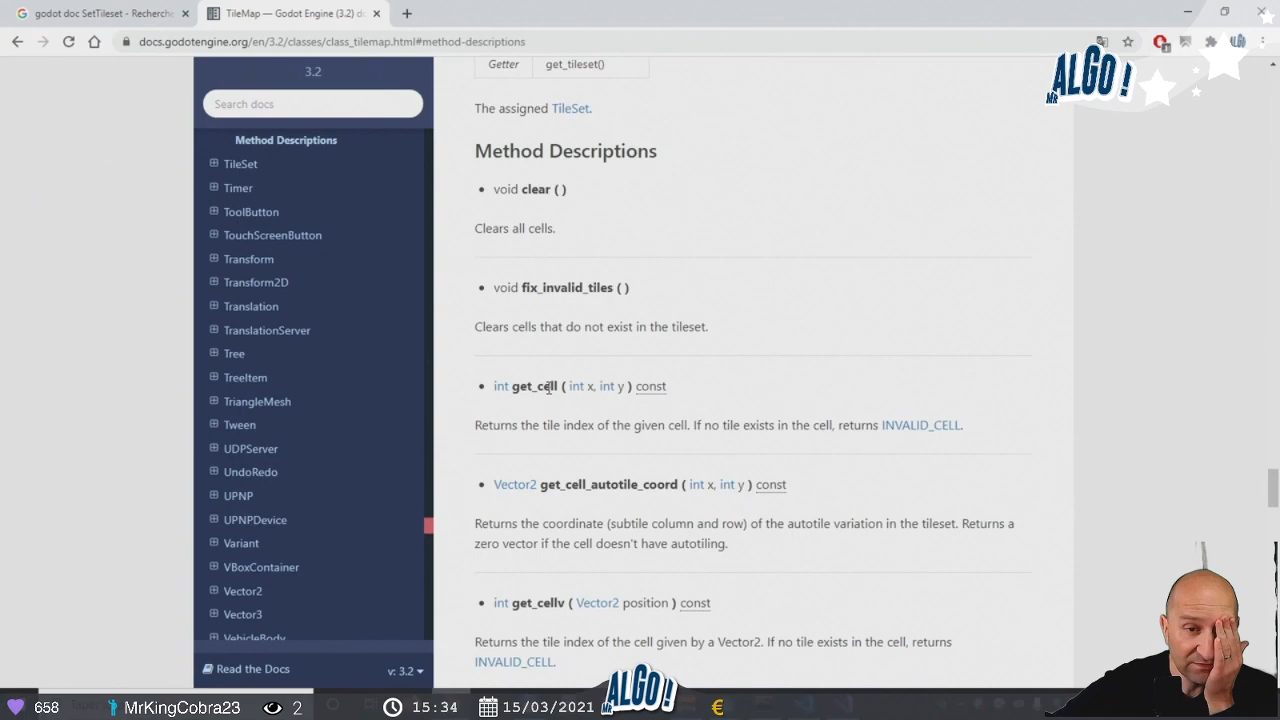 godot doc SetTileset - Recherche
TileMap – Godot Engine (3.2) do
docs.godotengine.org/en/3.2/classes/class_tilemap.html#method-descriptions
Mr ALGO !
3.2
Search docs
Method Descriptions
TileSet
Timer
ToolButton
TouchScreenButton
Transform
Transform2D
Translation
TranslationServer
Tree
TreeItem
TriangleMesh
Tween
UDPServer
UndoRedo
UPNP
UPNPDevice
Variant
VBoxContainer
Vector2
Vector3
VehicleBody
Read the Docs
v: 3.2
Getter get_tileset()
The assigned TileSet.
Method Descriptions
void clear ( )
Clears all cells.
void fix_invalid_tiles ( )
Clears cells that do not exist in the tileset.
int get_cell ( int x, int y ) const
Returns the tile index of the given cell. If no tile exists in the cell, returns INVALID_CELL.
Vector2 get_cell_autotile_coord ( int x, int y ) const
Returns the coordinate (subtile column and row) of the autotile variation in the tileset. Returns a
zero vector if the cell doesn't have autotiling.
int get_cellv ( Vector2 position ) const
Returns the tile index of the cell given by a Vector2. If no tile exists in the cell, returns
INVALID_CELL.
658 MrKingCobra23 2 15:34 15/03/2021 Mr ALGO ! €